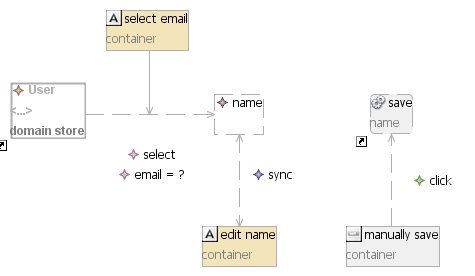 A select email
container
User
<...>
domain store
name
save
name
select
email = ?
sync
click
A edit name
container
manually save
container